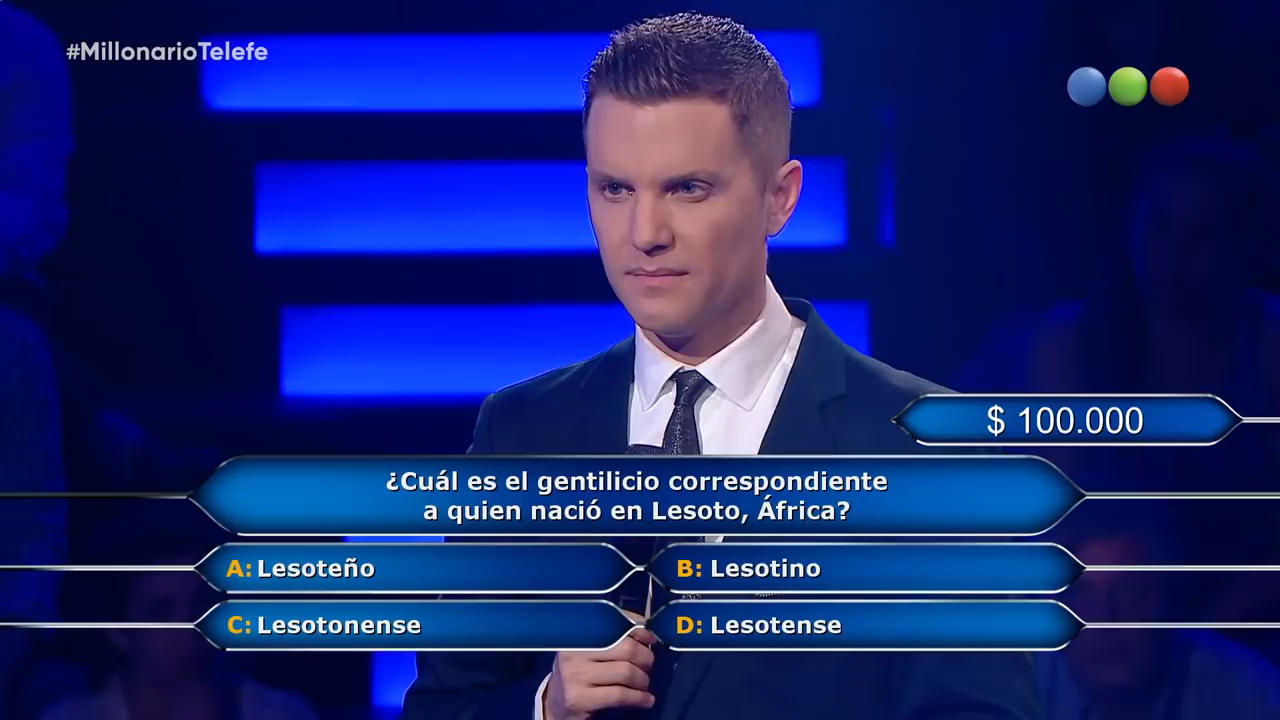 #MillonarioTelefe
$ 100.000
¿Cuál es el gentilicio correspondiente
a quien nació en Lesoto, África?
A: Lesoteño
B: Lesotino
C: Lesotonense
D: Lesotense